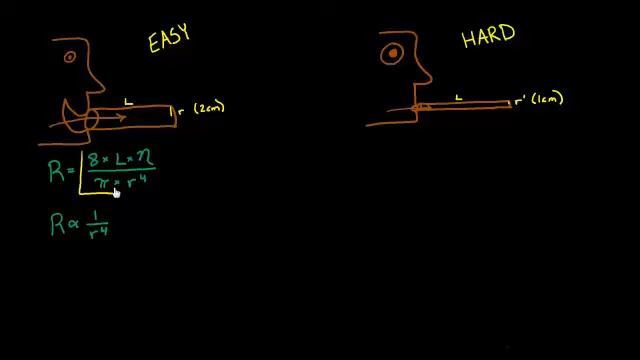 EASY
L
r (2cm)
R = 8 × L × η / π × r⁴
R ∝ 1 / r⁴
HARD
L
r' (1cm)